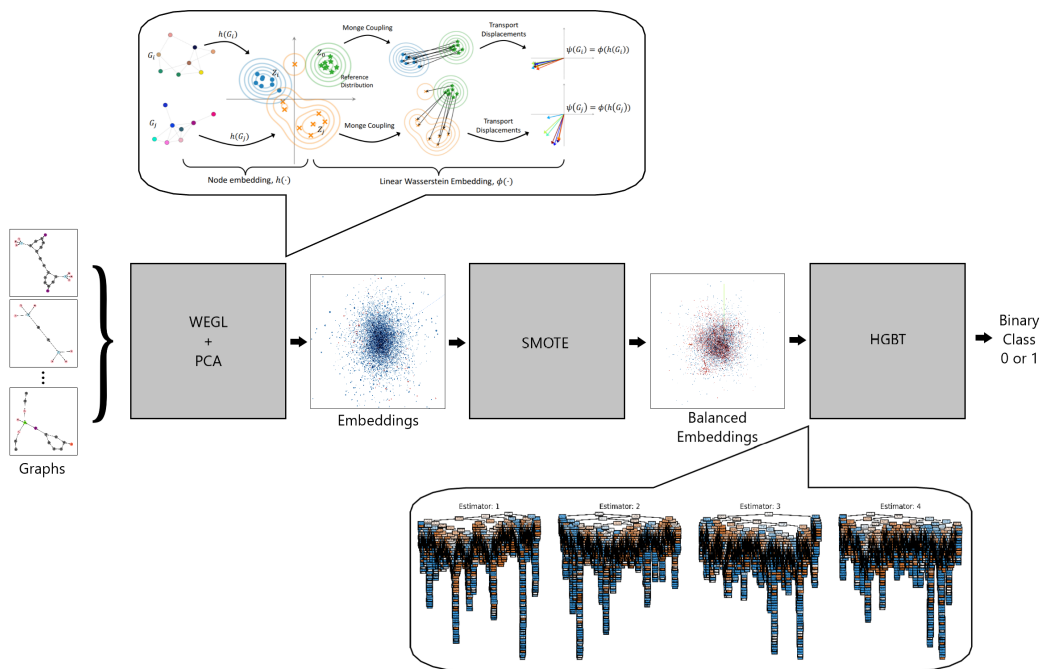 G_i
h(G_i)
Z_i
Z_0
Reference
Distribution
Monge Coupling
Transport
Displacements
ψ(G_i) = ϕ(h(G_i))
G_j
h(G_j)
Z_j
Monge Coupling
Transport
Displacements
ψ(G_j) = ϕ(h(G_j))
Node embedding, h(·)
Linear Wasserstein Embedding, ϕ(·)
Graphs
WEGL
+
PCA
Embeddings
SMOTE
Balanced
Embeddings
HGBT
Binary
Class
0 or 1
Estimator: 1
Estimator: 2
Estimator: 3
Estimator: 4